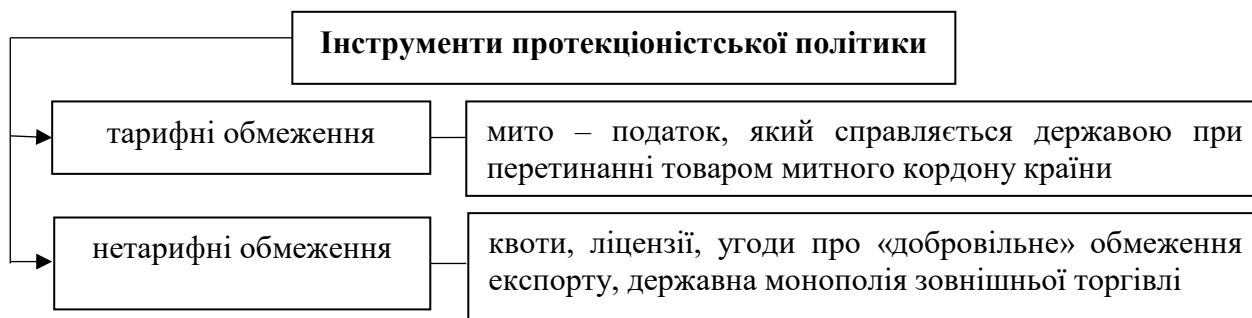 Інструменти протекціоністської політики
тарифні обмеження
мито – податок, який справляється державою при
перетинанні товаром митного кордону країни
нетарифні обмеження
квоти, ліцензії, угоди про «добровільне» обмеження
експорту, державна монополія зовнішньої торгівлі